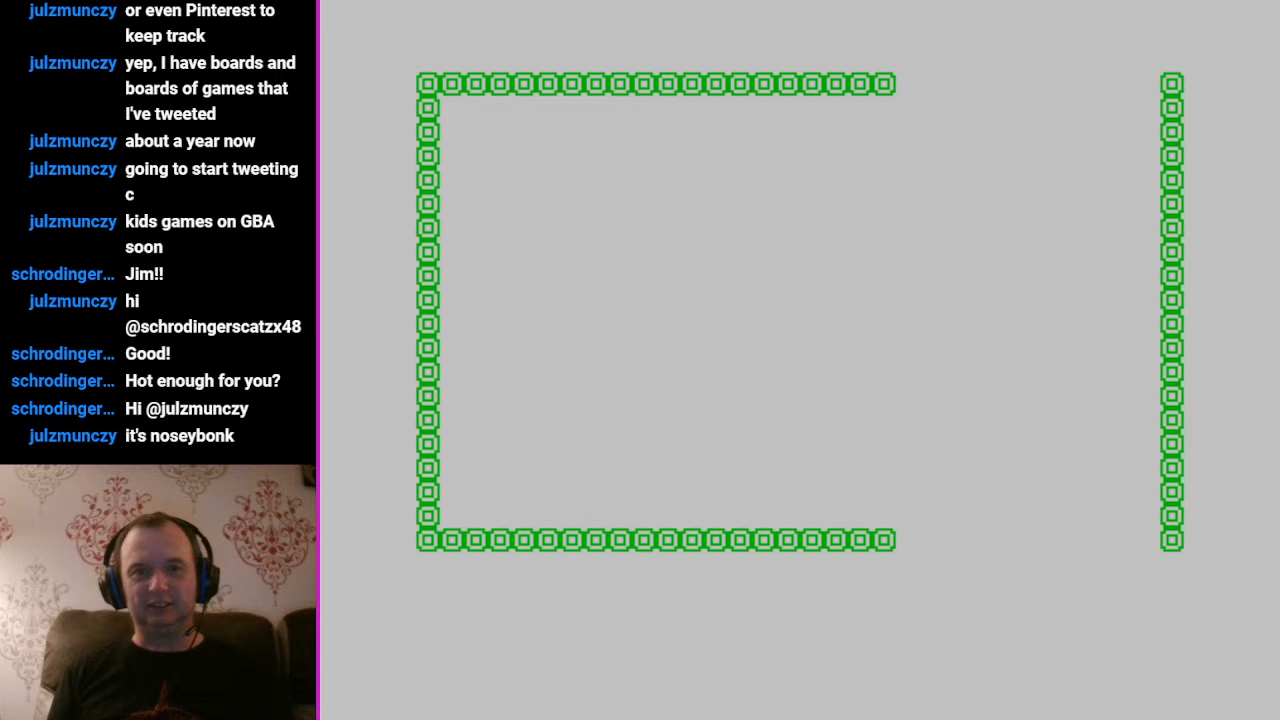 julzmunczy or even Pinterest to
keep track
julzmunczy yep, I have boards and
boards of games that
I've tweeted
julzmunczy about a year now
julzmunczy going to start tweeting
c
julzmunczy kids games on GBA
soon
schrodinger... Jim!!
julzmunczy hi
@schrodingerscatzx48
schrodinger... Good!
schrodinger... Hot enough for you?
schrodinger... Hi @julzmunczy
julzmunczy it's noseybonk